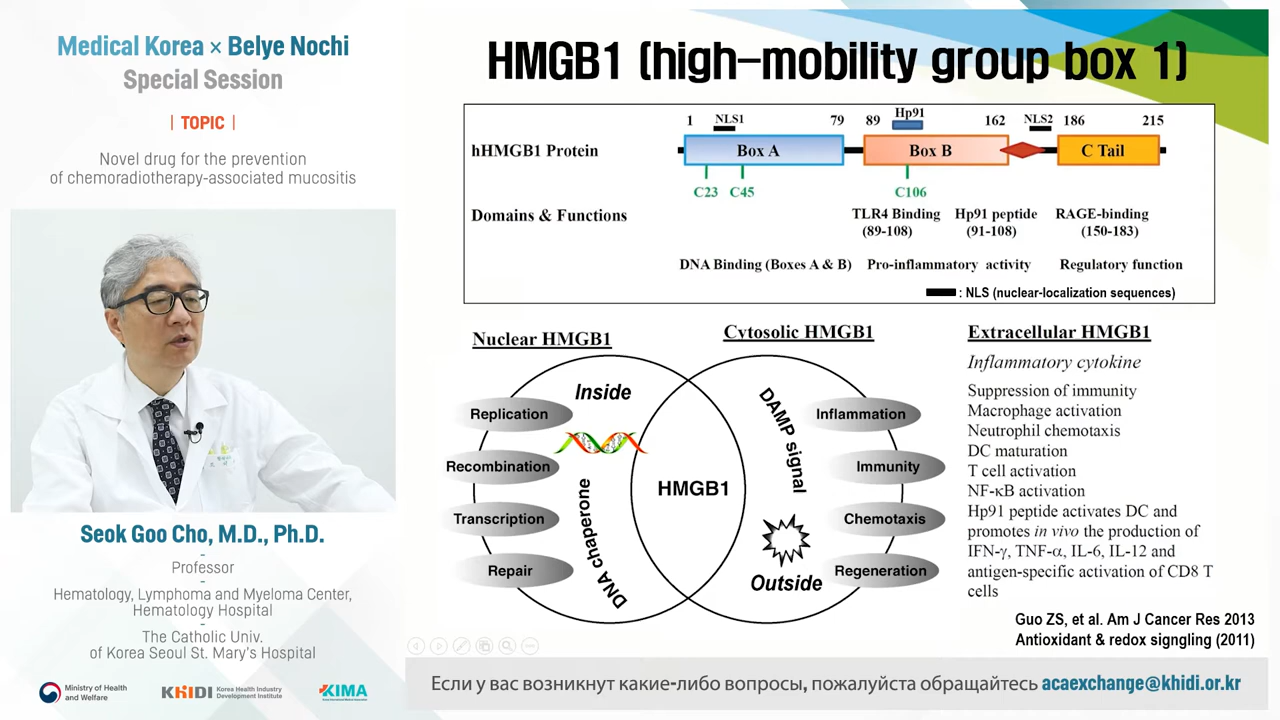 Medical Korea × Belye Nochi
Special Session
| TOPIC |
Novel drug for the prevention
of chemoradiotherapy-associated mucositis
Seok Goo Cho, M.D., Ph.D.
Professor
Hematology, Lymphoma and Myeloma Center,
Hematology Hospital
The Catholic Univ.
of Korea Seoul St. Mary's Hospital
Ministry of Health
and Welfare
KHIDI Korea Health Industry
Development Institute
KIMA
HMGB1 (high-mobility group box 1)
Hp91
1 NLS1 79 89 162 NLS2 186 215
hHMGB1 Protein Box A Box B C Tail
C23 C45 C106
Domains & Functions
TLR4 Binding Hp91 peptide RAGE-binding
(89-108) (91-108) (150-183)
DNA Binding (Boxes A & B) Pro-inflammatory activity Regulatory function
: NLS (nuclear-localization sequences)
Nuclear HMGB1
Inside
Replication
Recombination
Transcription
Repair
DNA chaperone
HMGB1
Cytosolic HMGB1
DAMP signal
Inflammation
Immunity
Chemotaxis
Regeneration
Outside
Extracellular HMGB1
Inflammatory cytokine
Suppression of immunity
Macrophage activation
Neutrophil chemotaxis
DC maturation
T cell activation
NF-κB activation
Hp91 peptide activates DC and
promotes in vivo the production of
IFN-γ, TNF-α, IL-6, IL-12 and
antigen-specific activation of CD8 T
cells
Guo ZS, et al. Am J Cancer Res 2013
Antioxidant & redox signgling (2011)
Если у вас возникнут какие-либо вопросы, пожалуйста обращайтесь acaexchange@khidi.or.kr